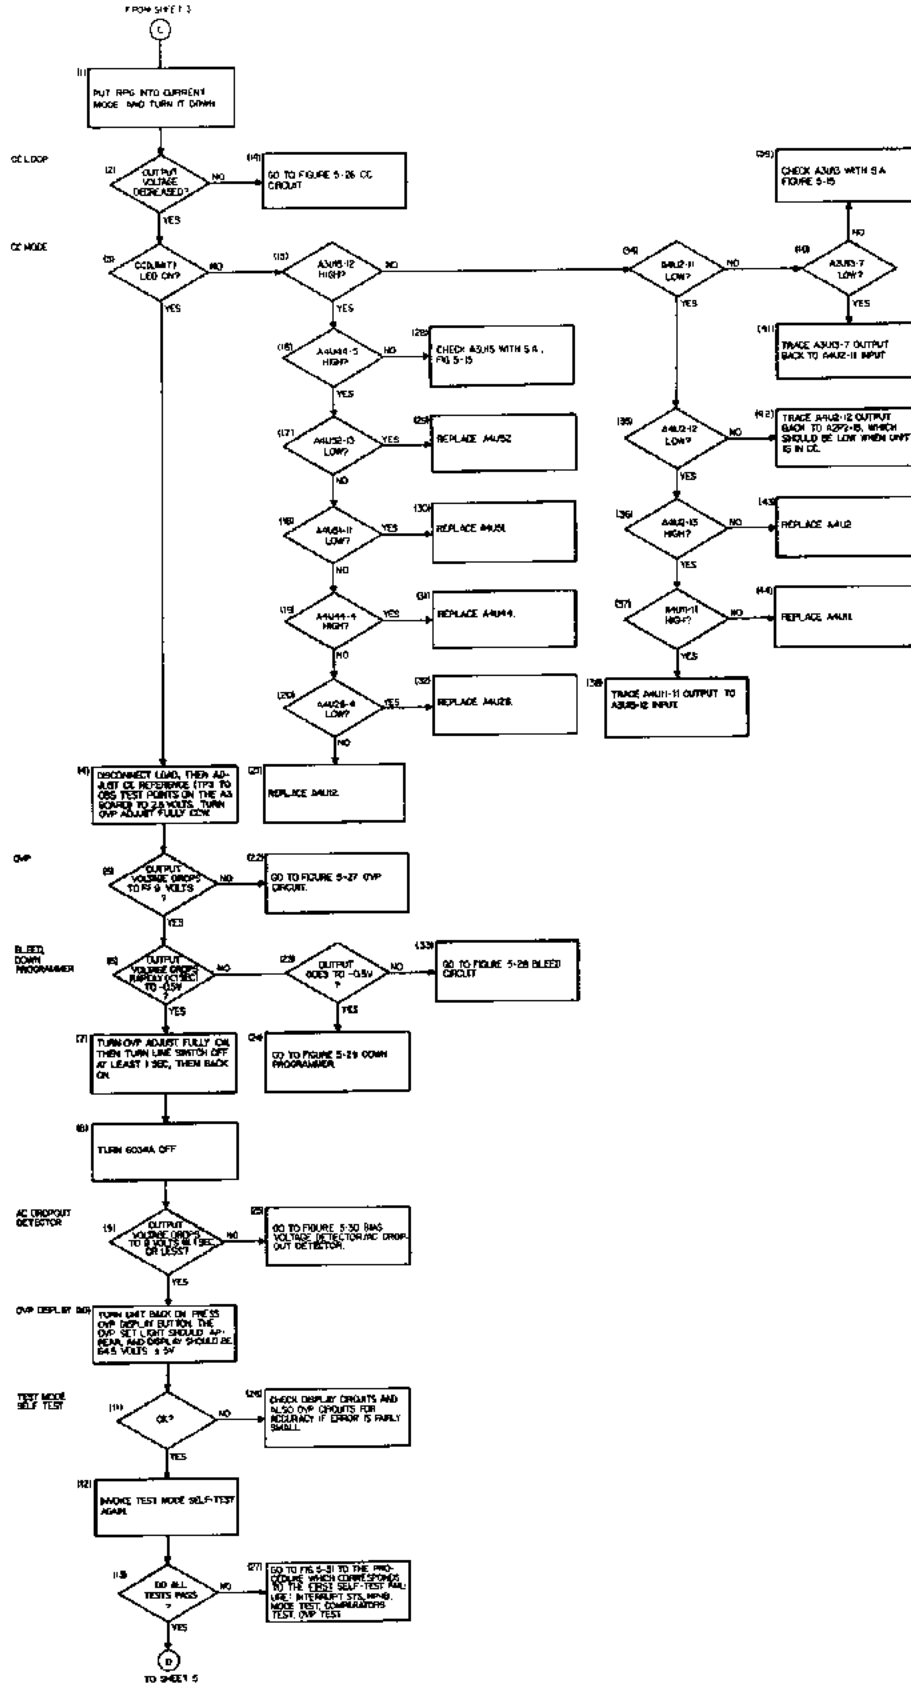 FROM SHEET 3
C
(1)
PUT RPG INTO CURRENT
MODE AND TURN IT DOWN
CC LOOP
(2)
OUTPUT
VOLTAGE
DECREASED?
NO
(14)
GO TO FIGURE 5-26 CC
CIRCUIT
YES
CC MODE
(3)
LED ON?
NO
YES
(15)
A3U15-12
HIGH?
NO
YES
(34)
A4U2-11
LOW?
NO
YES
(40)
A3U13-7
LOW?
NO
(39)
CHECK A3U13 WITH S.A
FIGURE 5-15
YES
(41)
TRACE A3U13-7 OUTPUT
BACK TO A4U2-11 INPUT
(16)
A4U44-5
HIGH?
NO
(28)
CHECK A3U15 WITH S.A.,
FIG 5-15
YES
(17)
A4U52-13
LOW?
YES
(29)
REPLACE A4U52.
NO
(18)
A4U51-11
LOW?
YES
(30)
REPLACE A4U51.
NO
(19)
A4U44-4
HIGH?
YES
(31)
REPLACE A4U44.
NO
(20)
LOW?
YES
(32)
NO
(21)
REPLACE A4U12.
(35)
A4U2-12
LOW?
NO
(42)
TRACE A4U2-12 OUTPUT
BACK TO A2P2-15, WHICH
SHOULD BE LOW WHEN UNIT
IS IN CC.
YES
(36)
A4U2-13
HIGH?
NO
(43)
REPLACE A4U2
YES
(37)
A4U11-11
HIGH?
NO
(44)
REPLACE A4U11.
YES
(38)
TRACE A4U11-11 OUTPUT TO
A3U15-12 INPUT.
(4)
DISCONNECT LOAD, THEN AD-
JUST CC REFERENCE (TP3 TO
OBS TEST POINTS ON THE A3
BOARD) TO 2.5 VOLTS. TURN
OVP ADJUST FULLY CCW.
OVP
(5)
OUTPUT
VOLTAGE DROPS
VOLTS
?
NO
(22)
GO TO FIGURE 5-27 OVP
CIRCUIT.
YES
BLEED,
DOWN
PROGRAMMER
(6)
OUTPUT
VOLTAGE DROPS
RAPIDLY (<1 SEC)
TO -0.5V
?
NO
(23)
OUTPUT
GOES TO -0.5V
?
NO
(33)
GO TO FIGURE 5-28 BLEED
CIRCUIT
YES
(24)
GO TO FIGURE 5-29 DOWN
PROGRAMMER.
YES
(7)
TURN OVP ADJUST FULLY CW,
THEN TURN LINE SWITCH OFF
AT LEAST 1 SEC, THEN BACK
ON.
(8)
TURN 6034A OFF
AC DROPOUT
DETECTOR
(9)
OUTPUT
VOLTAGE DROPS
TO 0 VOLTS IN 1 SEC
OR LESS?
NO
(25)
GO TO FIGURE 5-30 BIAS
VOLTAGE DETECTOR/AC DROP-
OUT DETECTOR.
YES
OVP DISPLAY (10)
TURN UNIT BACK ON. PRESS
OVP DISPLAY BUTTON. THE
OVP SET LIGHT SHOULD AP-
PEAR, AND DISPLAY SHOULD BE
64.5 VOLTS ± 5V
TEST MODE
SELF TEST
(11)
OK?
NO
(26)
CHECK DISPLAY CIRCUITS AND
ALSO OVP CIRCUITS FOR
ACCURACY IF ERROR IS FAIRLY
SMALL.
YES
(12)
INVOKE TEST MODE SELF-TEST
AGAIN.
(13)
DO ALL
TESTS PASS
?
NO
(27)
GO TO FIG 5-31 TO THE PRO-
CEDURE WHICH CORRESPONDS
TO THE FIRST SELF-TEST FAIL-
URE: INTERRUPT STS, HP-IB,
MODE TEST, COMPARATORS
TEST, OVP TEST
YES
D
TO SHEET 5